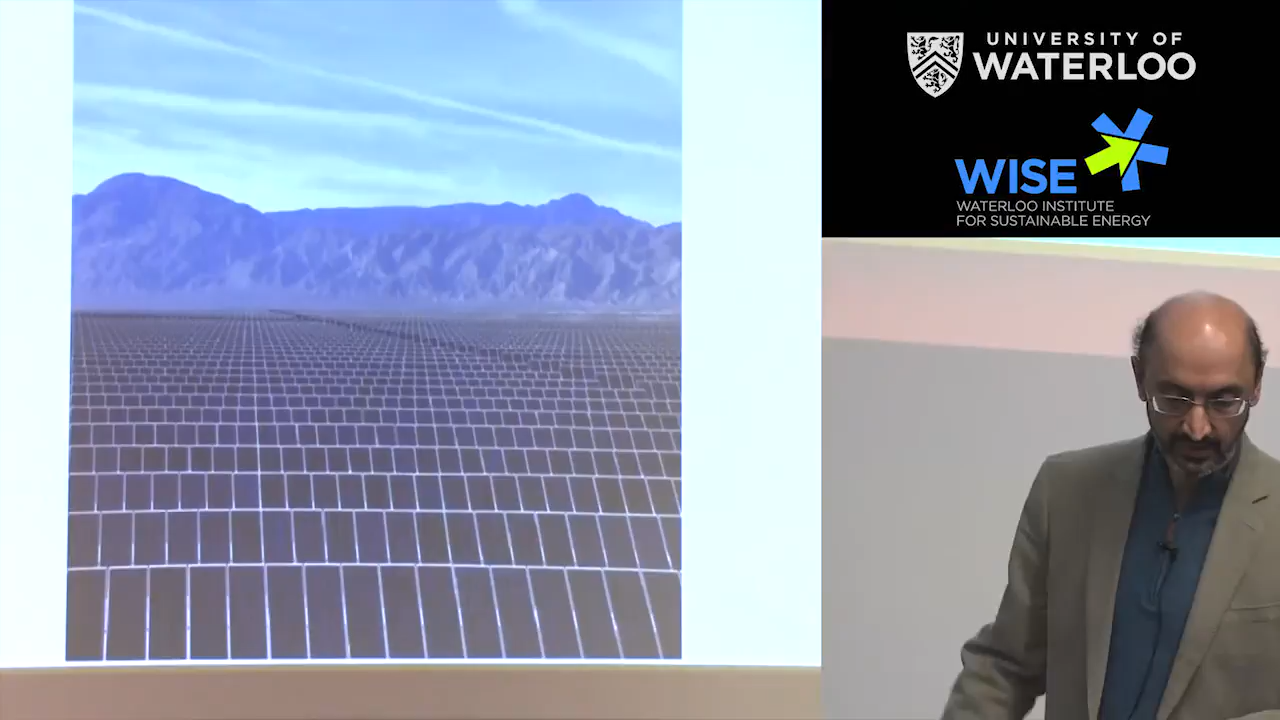 UNIVERSITY OF
WATERLOO
WISE
WATERLOO INSTITUTE
FOR SUSTAINABLE ENERGY